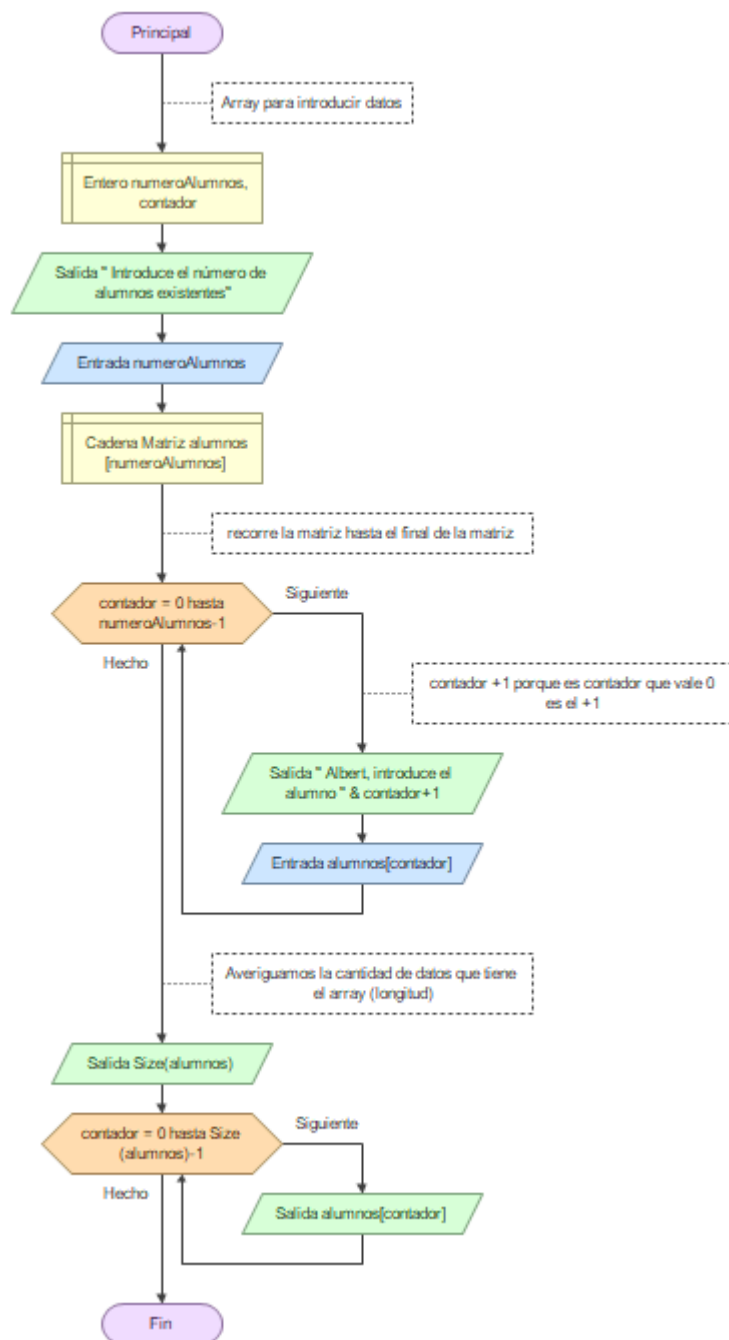 Principal
Array para introducir datos
Entero numeroAlumnos,
contador
Salida " Introduce el número de
alumnos existentes"
Entrada numeroAlumnos
Cadena Matriz alumnos
[numeroAlumnos]
recorre la matriz hasta el final de la matriz
contador = 0 hasta
numeroAlumnos-1
Siguiente
Hecho
contador +1 porque es contador que vale 0
es el +1
Salida " Albert, introduce el
alumno " & contador+1
Entrada alumnos[contador]
Averiguamos la cantidad de datos que tiene
el array (longitud)
Salida Size(alumnos)
contador = 0 hasta Size
(alumnos)-1
Siguiente
Hecho
Salida alumnos[contador]
Fin